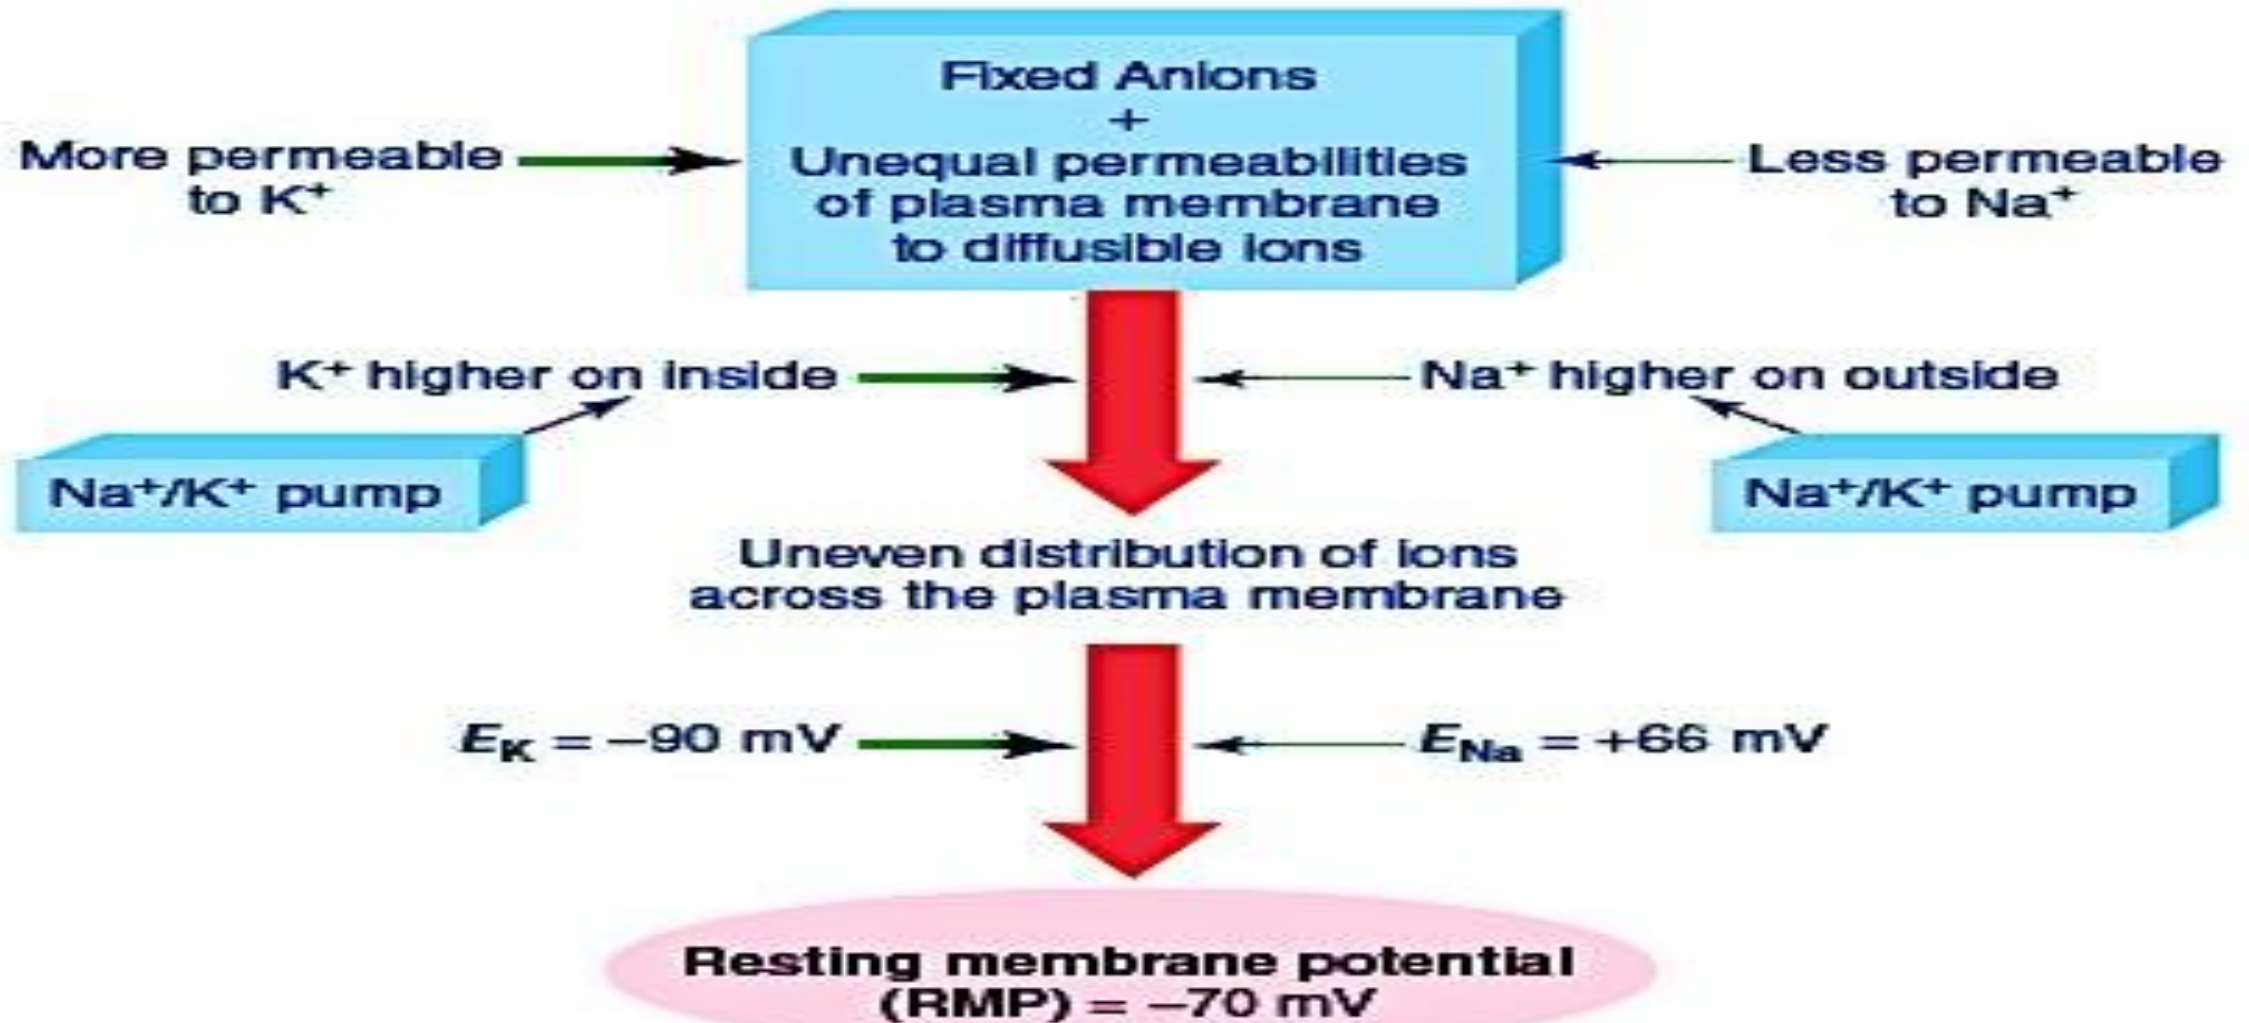 Fixed Anions
+
Unequal permeabilities
of plasma membrane
to diffusible ions
More permeable
to K⁺
Less permeable
to Na⁺
K⁺ higher on inside
Na⁺ higher on outside
Na⁺/K⁺ pump
Na⁺/K⁺ pump
Uneven distribution of ions
across the plasma membrane
E_K = –90 mV
E_Na = +66 mV
Resting membrane potential
(RMP) = –70 mV